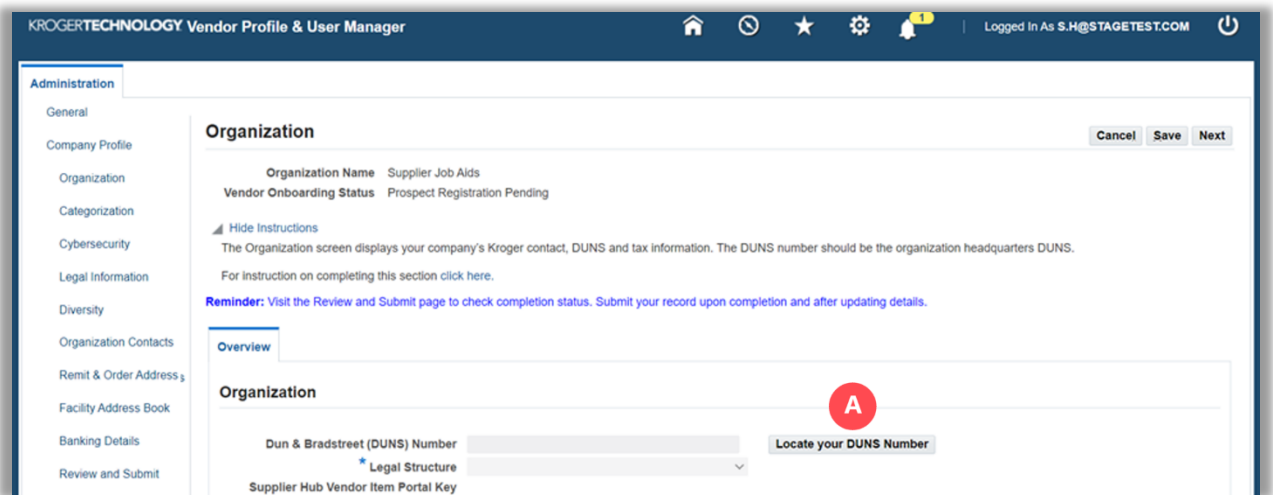 KROGERTECHNOLOGY. Vendor Profile & User Manager
1
Logged In As S.H@STAGETEST.COM
Administration
General
Company Profile
Organization
Categorization
Cybersecurity
Legal Information
Diversity
Organization Contacts
Remit & Order Address s
Facility Address Book
Banking Details
Review and Submit
Organization
Cancel Save Next
Organization Name Supplier Job Aids
Vendor Onboarding Status Prospect Registration Pending
Hide Instructions
The Organization screen displays your company's Kroger contact, DUNS and tax information. The DUNS number should be the organization headquarters DUNS.
For instruction on completing this section click here.
Reminder: Visit the Review and Submit page to check completion status. Submit your record upon completion and after updating details.
Overview
Organization
A
Dun & Bradstreet (DUNS) Number Locate your DUNS Number
* Legal Structure
Supplier Hub Vendor Item Portal Key